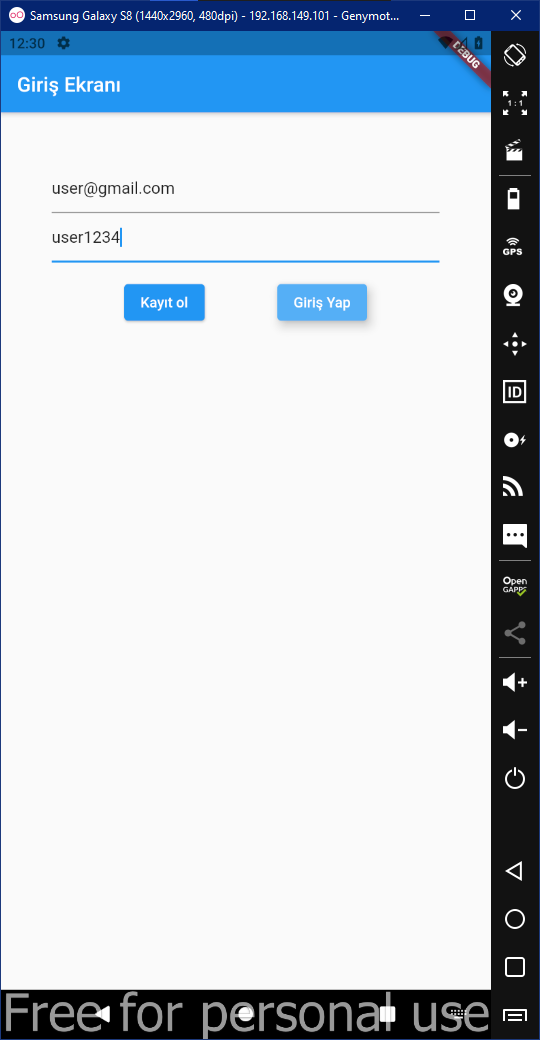 Samsung Galaxy S8 (1440x2960, 480dpi) - 192.168.149.101 - Genymot...
12:30
DEBUG
Giriş Ekranı
user@gmail.com
user1234
Kayıt ol
Giriş Yap
1:1
GPS
ID
Open
GAPPS
Free for personal use